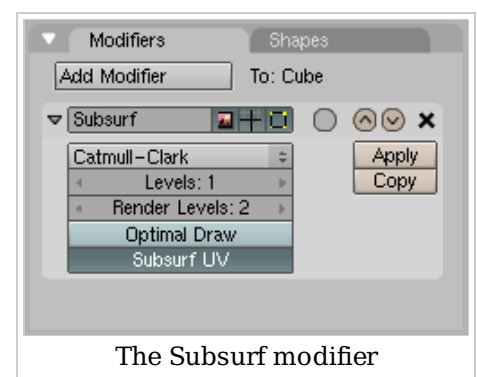 Modifiers Shapes
Add Modifier To: Cube
Subsurf
Catmull-Clark Apply
Levels: 1 Copy
Render Levels: 2
Optimal Draw
Subsurf UV
The Subsurf modifier